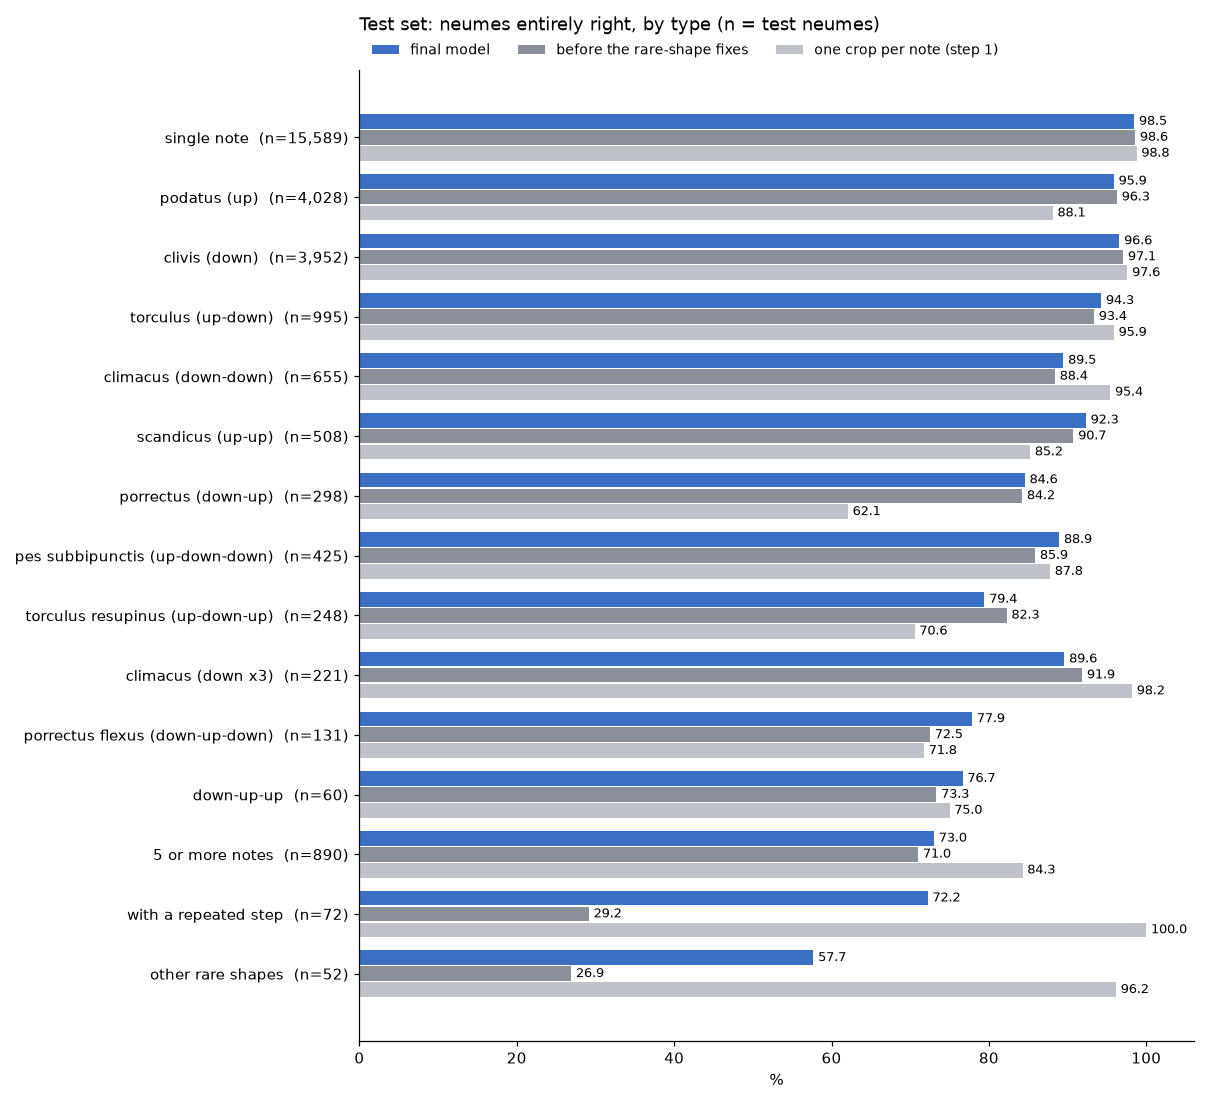 Test set: neumes entirely right, by type (n = test neumes)
final model before the rare-shape fixes one crop per note (step 1)
single note (n=15,589) 98.5 98.6 98.8
podatus (up) (n=4,028) 95.9 96.3 88.1
clivis (down) (n=3,952) 96.6 97.1 97.6
torculus (up-down) (n=995) 94.3 93.4 95.9
climacus (down-down) (n=655) 89.5 88.4 95.4
scandicus (up-up) (n=508) 92.3 90.7 85.2
porrectus (down-up) (n=298) 84.6 84.2 62.1
pes subbipunctis (up-down-down) (n=425) 88.9 85.9 87.8
torculus resupinus (up-down-up) (n=248) 79.4 82.3 70.6
climacus (down x3) (n=221) 89.6 91.9 98.2
porrectus flexus (down-up-down) (n=131) 77.9 72.5 71.8
down-up-up (n=60) 76.7 73.3 75.0
5 or more notes (n=890) 73.0 71.0 84.3
with a repeated step (n=72) 72.2 29.2 100.0
other rare shapes (n=52) 57.7 26.9 96.2
0 20 40 60 80 100
%